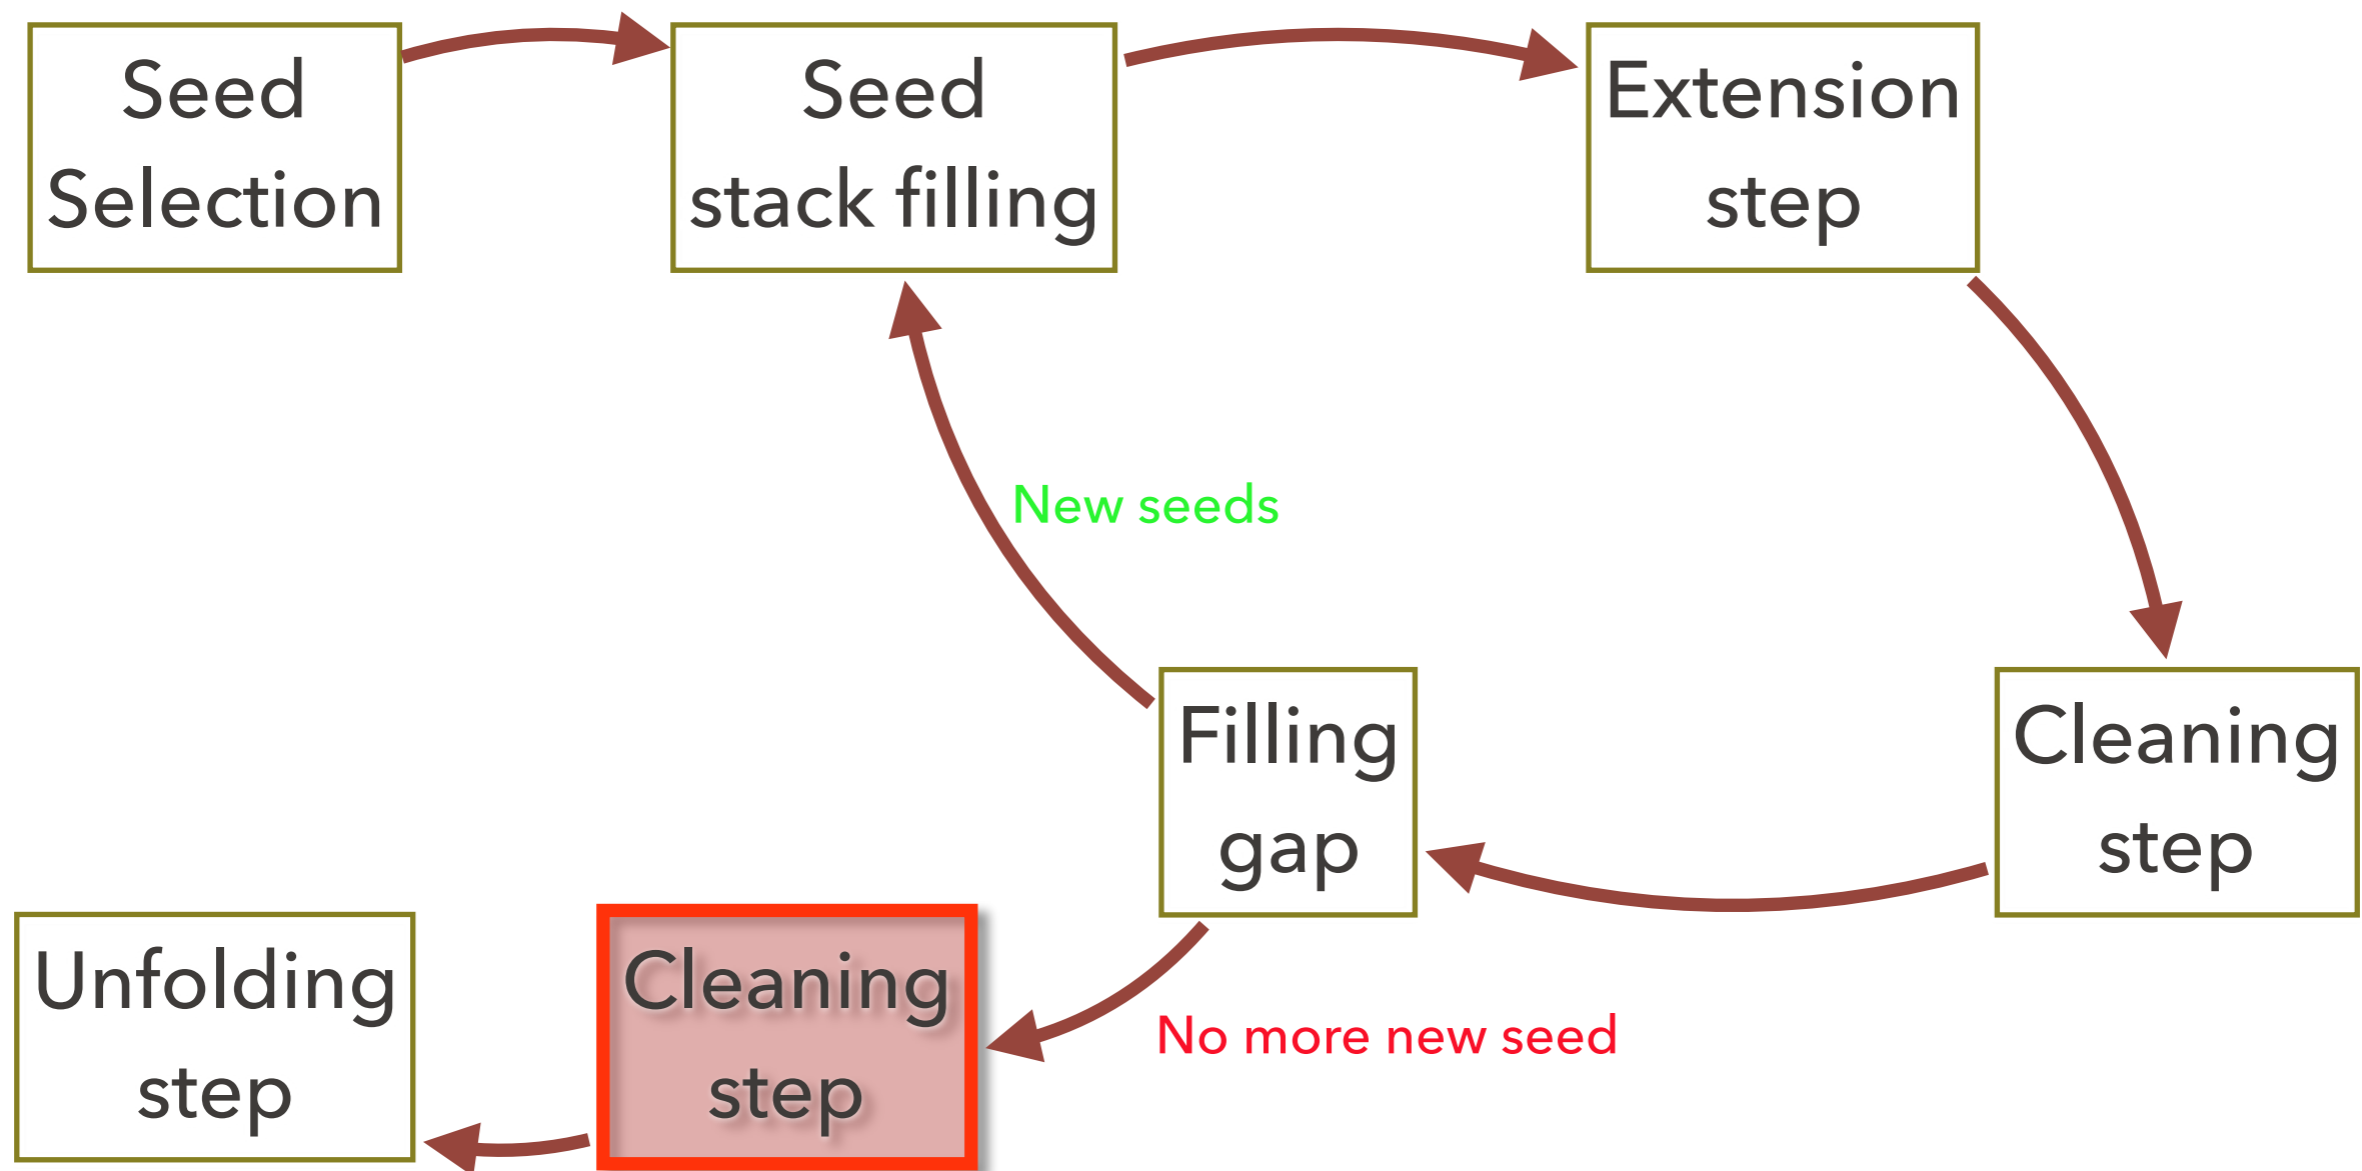 Seed
Selection
Seed
stack filling
Extension
step
New seeds
Filling
gap
Cleaning
step
No more new seed
Cleaning
step
Unfolding
step